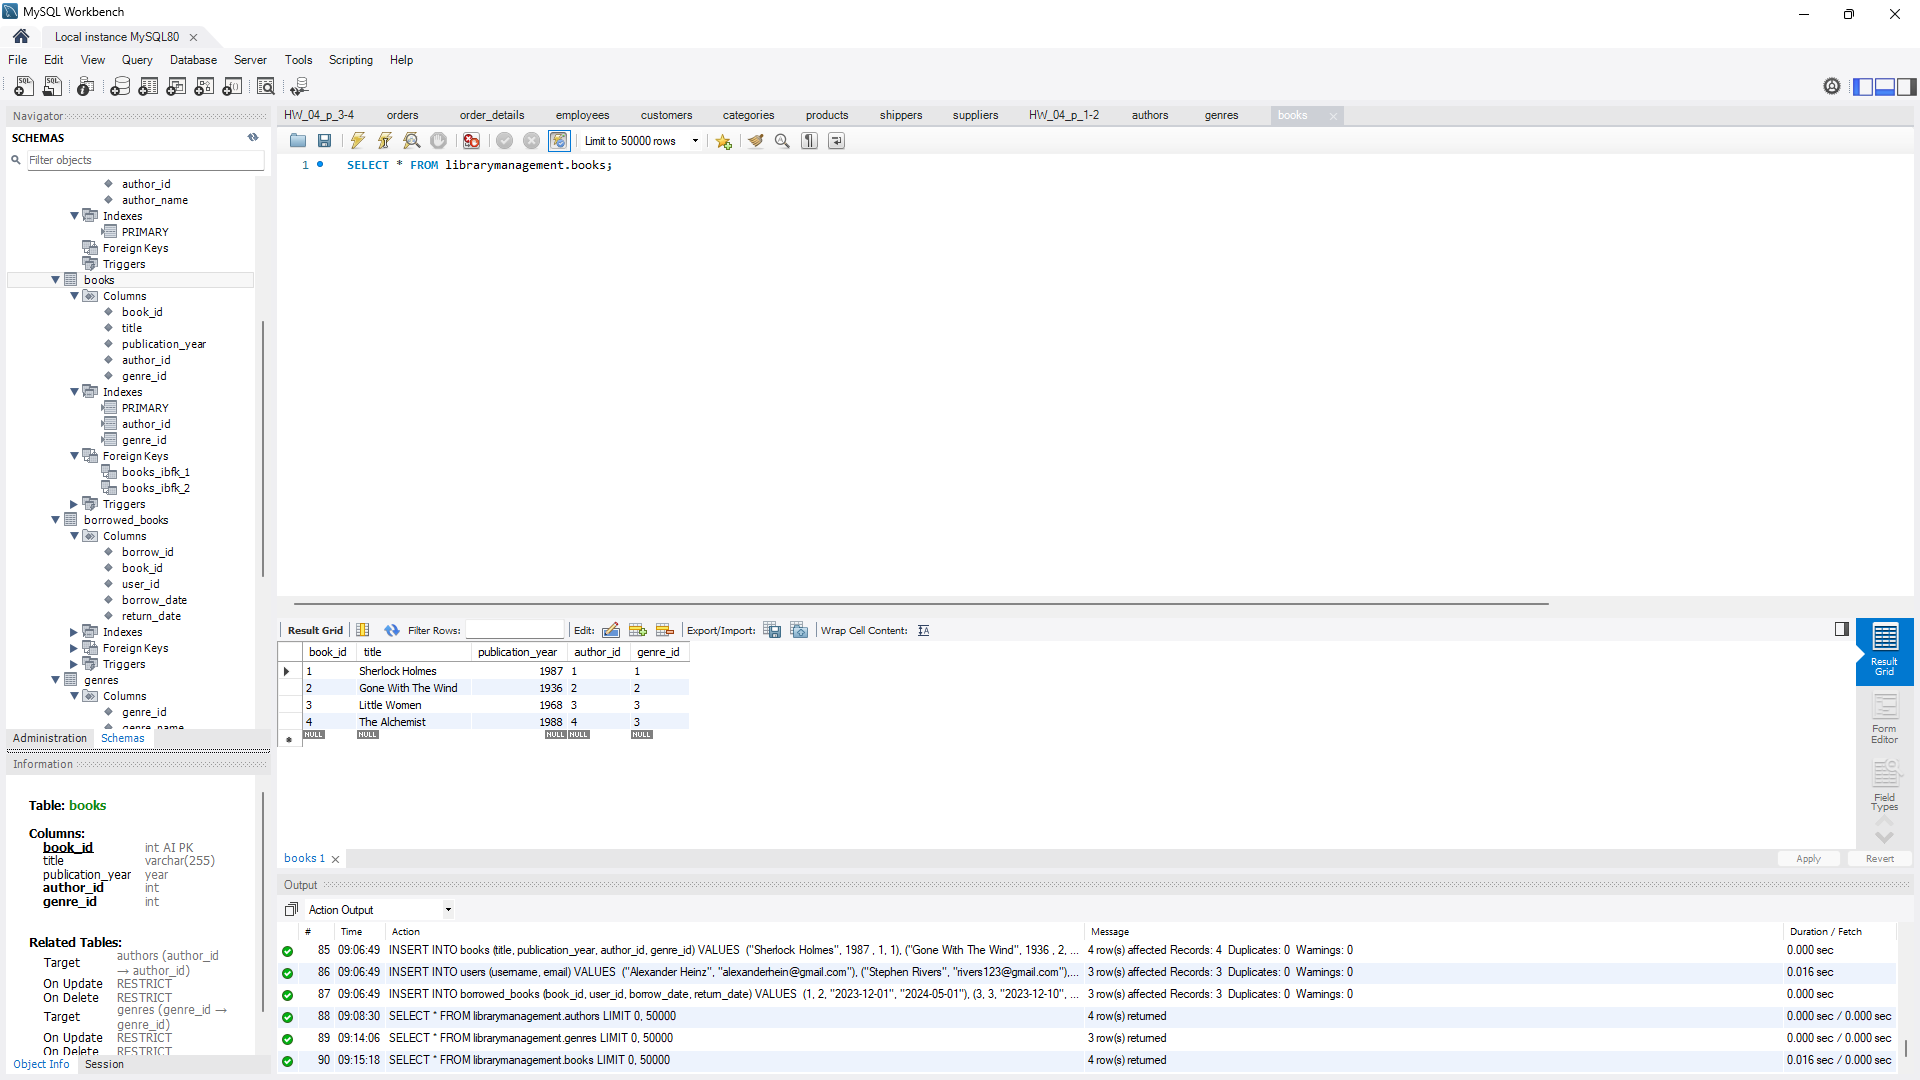 MySQL Workbench
Local instance MySQL80
File Edit View Query Database Server Tools Scripting Help
Navigator
SCHEMAS
Filter objects
author_id
author_name
Indexes
PRIMARY
Foreign Keys
Triggers
books
Columns
book_id
title
publication_year
author_id
genre_id
Indexes
PRIMARY
author_id
genre_id
Foreign Keys
books_ibfk_1
books_ibfk_2
Triggers
borrowed_books
Columns
borrow_id
book_id
user_id
borrow_date
return_date
Indexes
Foreign Keys
Triggers
genres
Columns
genre_id
genre_name
Administration Schemas
Information
Table: books
Columns:
book_id int AI PK
title varchar(255)
publication_year year
author_id int
genre_id int
Related Tables:
Target authors (author_id → author_id)
On Update RESTRICT
On Delete RESTRICT
Target genres (genre_id → genre_id)
On Update RESTRICT
On Delete RESTRICT
Object Info Session
HW_04_p_3-4 orders order_details employees customers categories products shippers suppliers HW_04_p_1-2 authors genres books
Limit to 50000 rows
1 SELECT * FROM librarymanagement.books;
Result Grid Filter Rows: Edit: Export/Import: Wrap Cell Content:
book_id title publication_year author_id genre_id
1 Sherlock Holmes 1987 1 1
2 Gone With The Wind 1936 2 2
3 Little Women 1968 3 3
4 The Alchemist 1988 4 3
NULL NULL NULL NULL NULL
Result Grid
Form Editor
Field Types
books 1
Apply Revert
Output
Action Output
# Time Action Message Duration / Fetch
85 09:06:49 INSERT INTO books (title, publication_year, author_id, genre_id) VALUES ("Sherlock Holmes", 1987 , 1, 1), ("Gone With The Wind", 1936 , 2, ... 4 row(s) affected Records: 4 Duplicates: 0 Warnings: 0 0.000 sec
86 09:06:49 INSERT INTO users (username, email) VALUES ("Alexander Heinz", "alexanderhein@gmail.com"), ("Stephen Rivers", "rivers123@gmail.com"),... 3 row(s) affected Records: 3 Duplicates: 0 Warnings: 0 0.016 sec
87 09:06:49 INSERT INTO borrowed_books (book_id, user_id, borrow_date, return_date) VALUES (1, 2, "2023-12-01", "2024-05-01"), (3, 3, "2023-12-10", ... 3 row(s) affected Records: 3 Duplicates: 0 Warnings: 0 0.000 sec
88 09:08:30 SELECT * FROM librarymanagement.authors LIMIT 0, 50000 4 row(s) returned 0.000 sec / 0.000 sec
89 09:14:06 SELECT * FROM librarymanagement.genres LIMIT 0, 50000 3 row(s) returned 0.000 sec / 0.000 sec
90 09:15:18 SELECT * FROM librarymanagement.books LIMIT 0, 50000 4 row(s) returned 0.016 sec / 0.000 sec